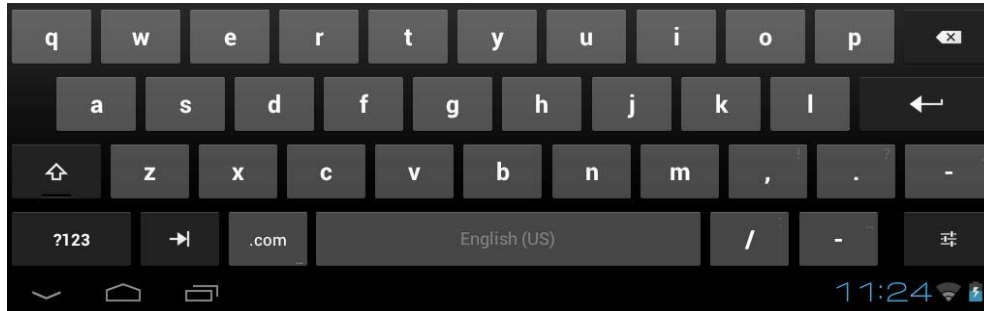 q w e r t y u i o p
a s d f g h j k l
z x c v b n m , ! . ? -
?123 .com ... English (US) / : -
11:24